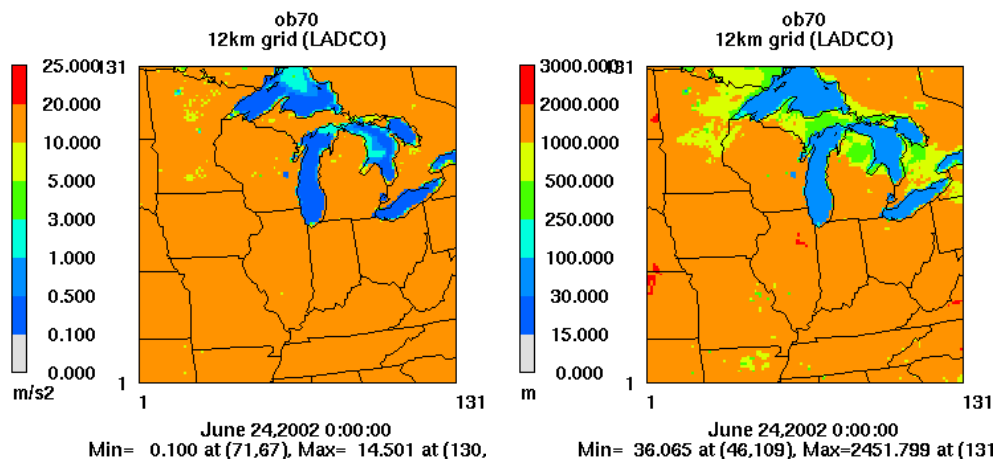 ob70
12km grid (LADCO)
25.000
20.000
10.000
5.000
3.000
1.000
0.500
0.100
0.000
m/s2
131
1
1
131
June 24,2002 0:00:00
Min= 0.100 at (71,67), Max= 14.501 at (130,
ob70
12km grid (LADCO)
3000.000
2000.000
1000.000
500.000
250.000
100.000
30.000
15.000
0.000
m
131
1
1
131
June 24,2002 0:00:00
Min= 36.065 at (46,109), Max=2451.799 at (131